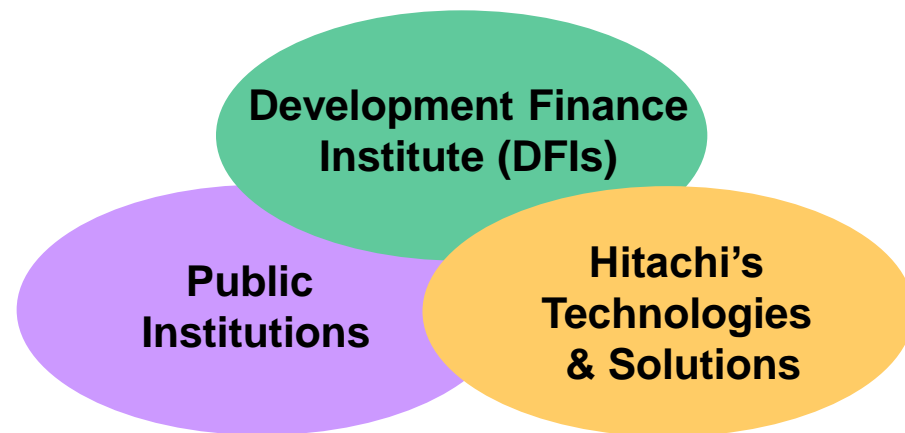 Development Finance
Institute (DFIs)
Public
Institutions
Hitachi’s
Technologies
& Solutions